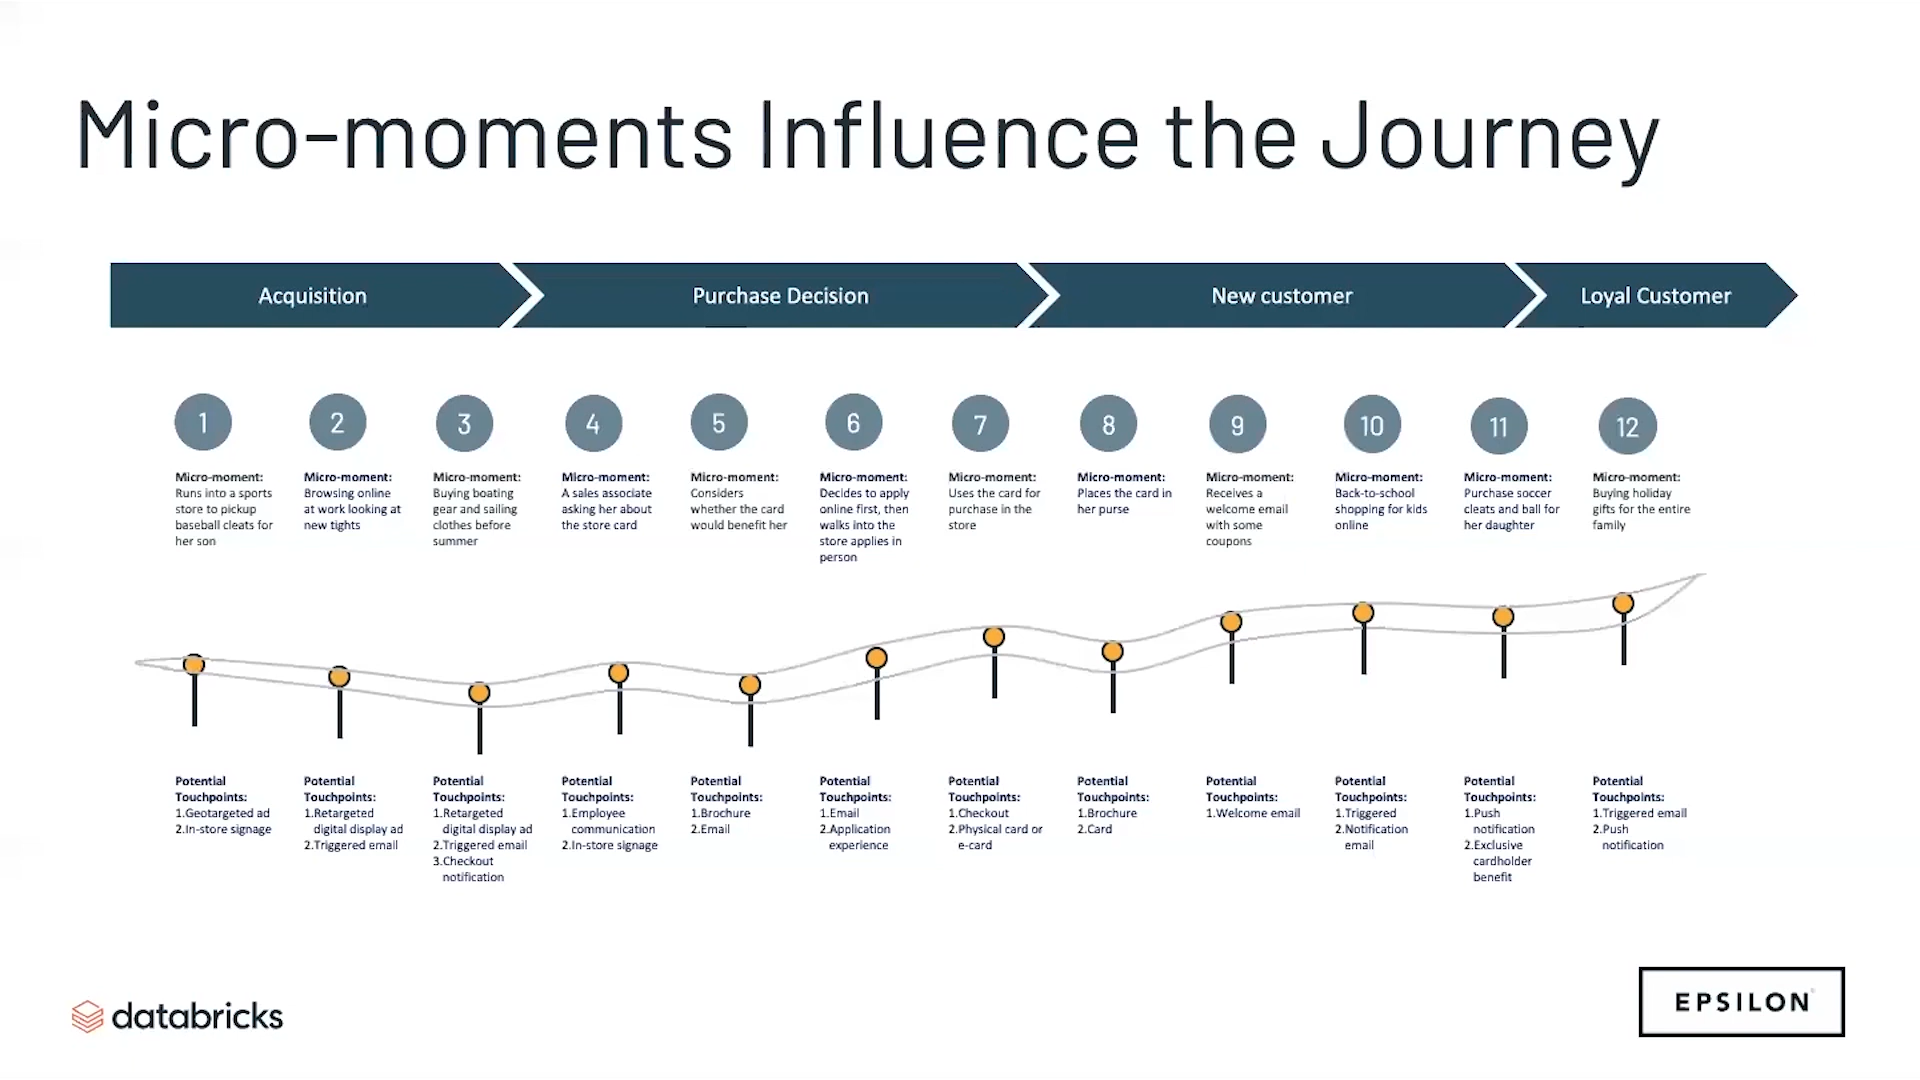 Micro-moments Influence the Journey
Acquisition
Purchase Decision
New customer
Loyal Customer
1
2
3
4
5
6
7
8
9
10
11
12
Micro-moment:
Runs into a sports
store to pickup
baseball cleats for
her son
Micro-moment:
Browsing online
at work looking at
new tights
Micro-moment:
Buying boating
gear and sailing
clothes before
summer
Micro-moment:
A sales associate
asking her about
the store card
Micro-moment:
Considers
whether the card
would benefit her
Micro-moment:
Decides to apply
online first, then
walks into the
store applies in
person
Micro-moment:
Uses the card for
purchase in the
store
Micro-moment:
Places the card in
her purse
Micro-moment:
Receives a
welcome email
with some
coupons
Micro-moment:
Back-to-school
shopping for kids
online
Micro-moment:
Purchase soccer
cleats and ball for
her daughter
Micro-moment:
Buying holiday
gifts for the entire
family
Potential
Touchpoints:
1.Geotargeted ad
2.In-store signage
Potential
Touchpoints:
1.Retargeted
digital display ad
2.Triggered email
Potential
Touchpoints:
1.Retargeted
digital display ad
2.Triggered email
3.Checkout
notification
Potential
Touchpoints:
1.Employee
communication
2.In-store signage
Potential
Touchpoints:
1.Brochure
2.Email
Potential
Touchpoints:
1.Email
2.Application
experience
Potential
Touchpoints:
1.Checkout
2.Physical card or
e-card
Potential
Touchpoints:
1.Brochure
2.Card
Potential
Touchpoints:
1.Welcome email
Potential
Touchpoints:
1.Triggered
2.Notification
email
Potential
Touchpoints:
1.Push
notification
2.Exclusive
cardholder
benefit
Potential
Touchpoints:
1.Triggered email
2.Push
notification
databricks
EPSILON